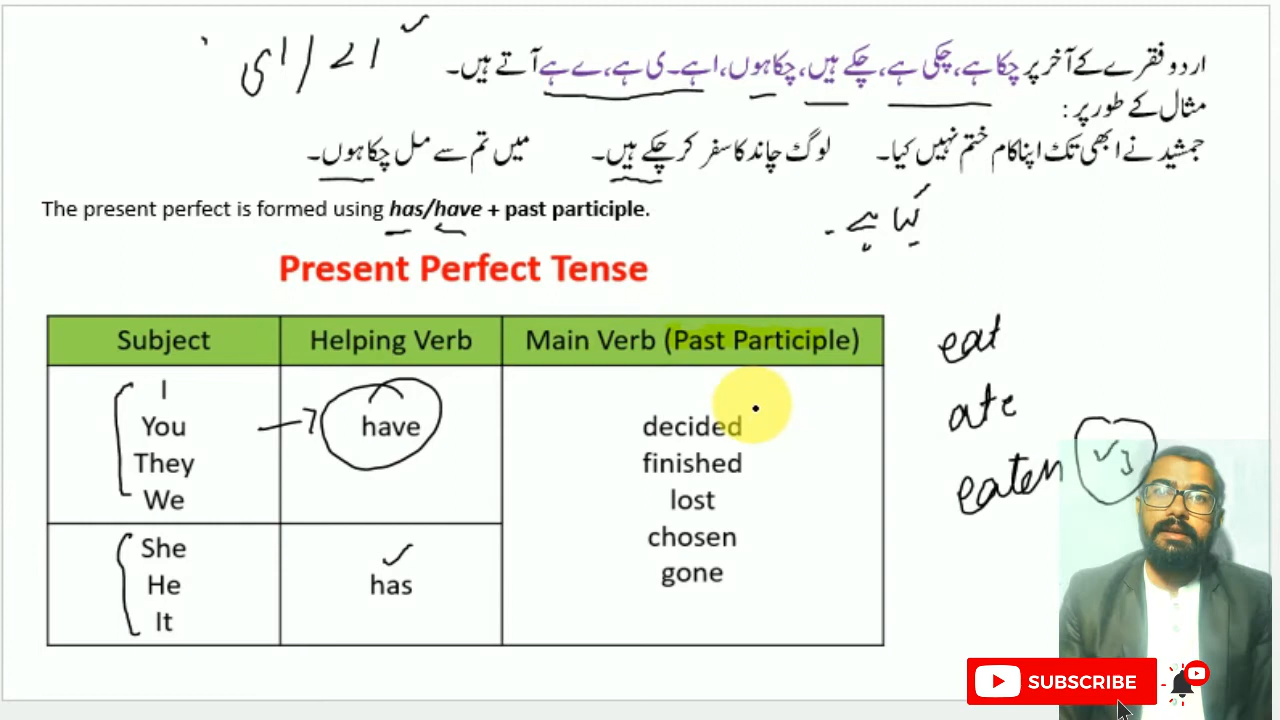 اے / ای
اردو فقرے کے آخر پر چکا ہے، چکی ہے، چکے ہیں، چکا ہوں، ا ہے۔ ی ہے، ے ہے آتے ہیں۔
مثال کے طور پر :
جمشید نے ابھی تک اپنا کام ختم نہیں کیا۔ لوگ چاند کا سفر کر چکے ہیں۔ میں تم سے مل چکا ہوں۔
The present perfect is formed using has/have + past participle.
کیا ہے ۔
Present Perfect Tense
Subject Helping Verb Main Verb (Past Participle)
I
You have decided
They finished
We lost
She chosen
He has gone
It
eat
ate
eaten V3
SUBSCRIBE